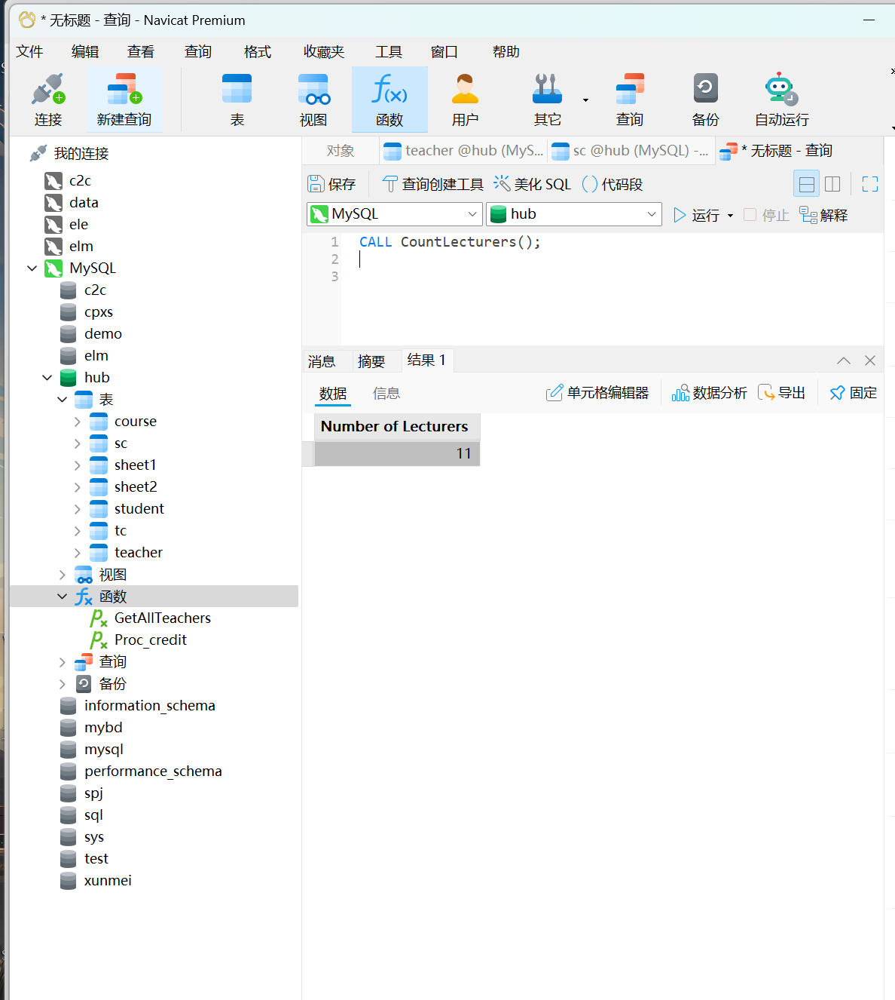 * 无标题 - 查询 - Navicat Premium
文件 编辑 查看 查询 格式 收藏夹 工具 窗口 帮助
连接 新建查询 表 视图 函数 用户 其它 查询 备份 自动运行
我的连接
c2c
data
ele
elm
MySQL
c2c
cpxs
demo
elm
hub
表
course
sc
sheet1
sheet2
student
tc
teacher
视图
函数
GetAllTeachers
Proc_credit
查询
备份
information_schema
mybd
mysql
performance_schema
spj
sql
sys
test
xunmei
对象 teacher @hub (MyS... sc @hub (MySQL) -... * 无标题 - 查询
保存 查询创建工具 美化 SQL () 代码段
MySQL hub 运行 停止 解释
1 CALL CountLecturers();
2
3
消息 摘要 结果 1
数据 信息 单元格编辑器 数据分析 导出 固定
Number of Lecturers
11